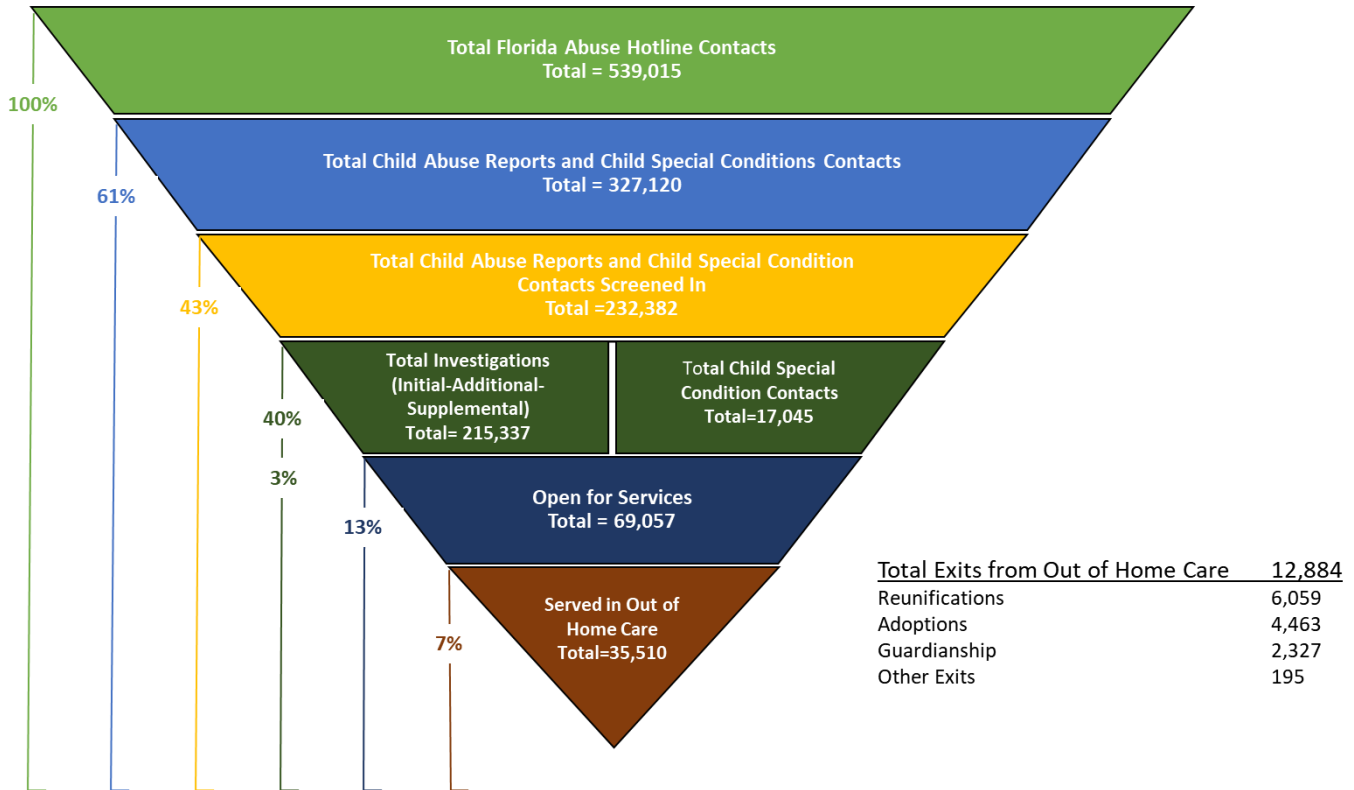 Total Florida Abuse Hotline Contacts
Total = 539,015
100%
Total Child Abuse Reports and Child Special Conditions Contacts
Total = 327,120
61%
Total Child Abuse Reports and Child Special Condition
Contacts Screened In
Total =232,382
43%
Total Investigations
(Initial-Additional-
Supplemental)
Total= 215,337
Total Child Special
Condition Contacts
Total=17,045
40%
3%
Open for Services
Total = 69,057
13%
Served in Out of
Home Care
Total=35,510
7%
Total Exits from Out of Home Care 12,884
Reunifications 6,059
Adoptions 4,463
Guardianship 2,327
Other Exits 195